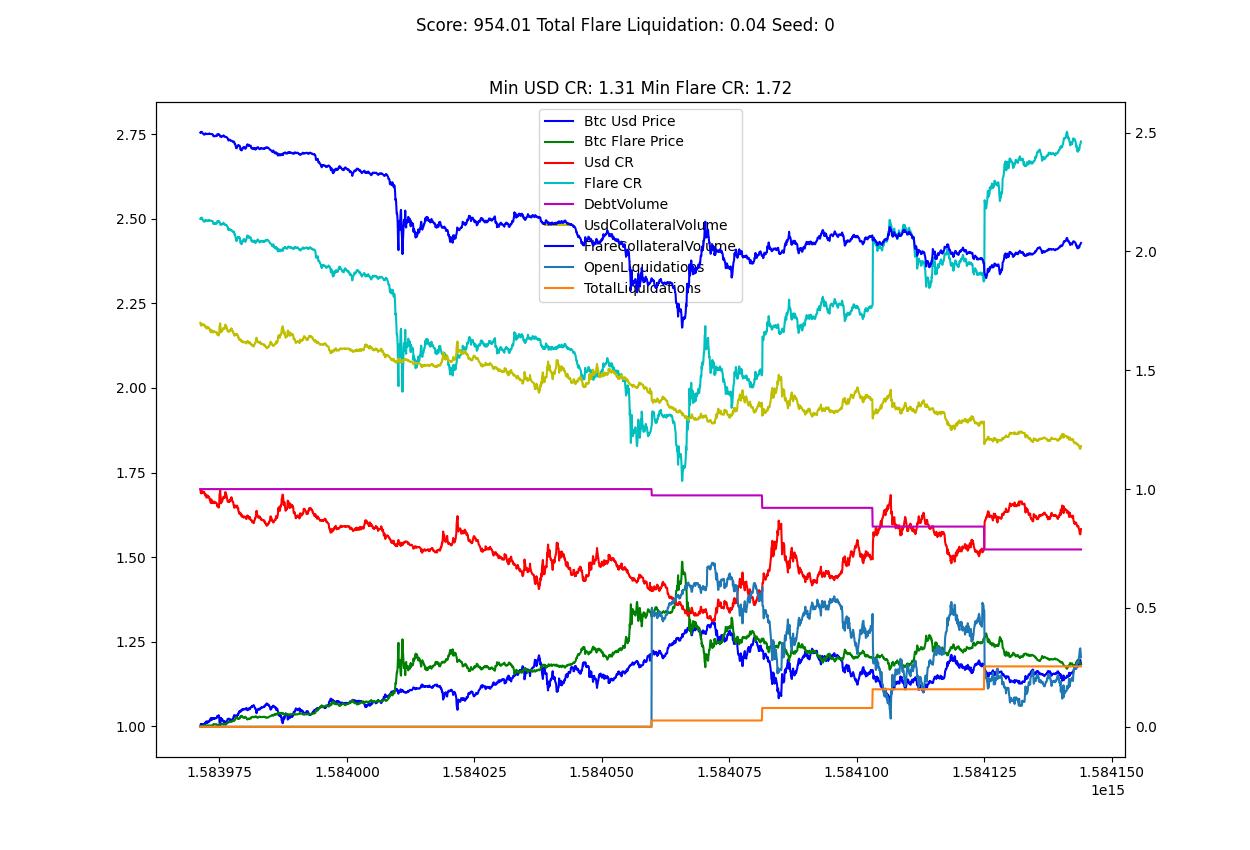 Score: 954.01 Total Flare Liquidation: 0.04 Seed: 0
Min USD CR: 1.31 Min Flare CR: 1.72
Btc Usd Price
Btc Flare Price
Usd CR
Flare CR
DebtVolume
UsdCollateralVolume
FlareCollateralVolume
OpenLiquidations
TotalLiquidations
2.75
2.50
2.25
2.00
1.75
1.50
1.25
1.00
2.5
2.0
1.5
1.0
0.5
0.0
1.583975
1.584000
1.584025
1.584050
1.584075
1.584100
1.584125
1.584150
1e15